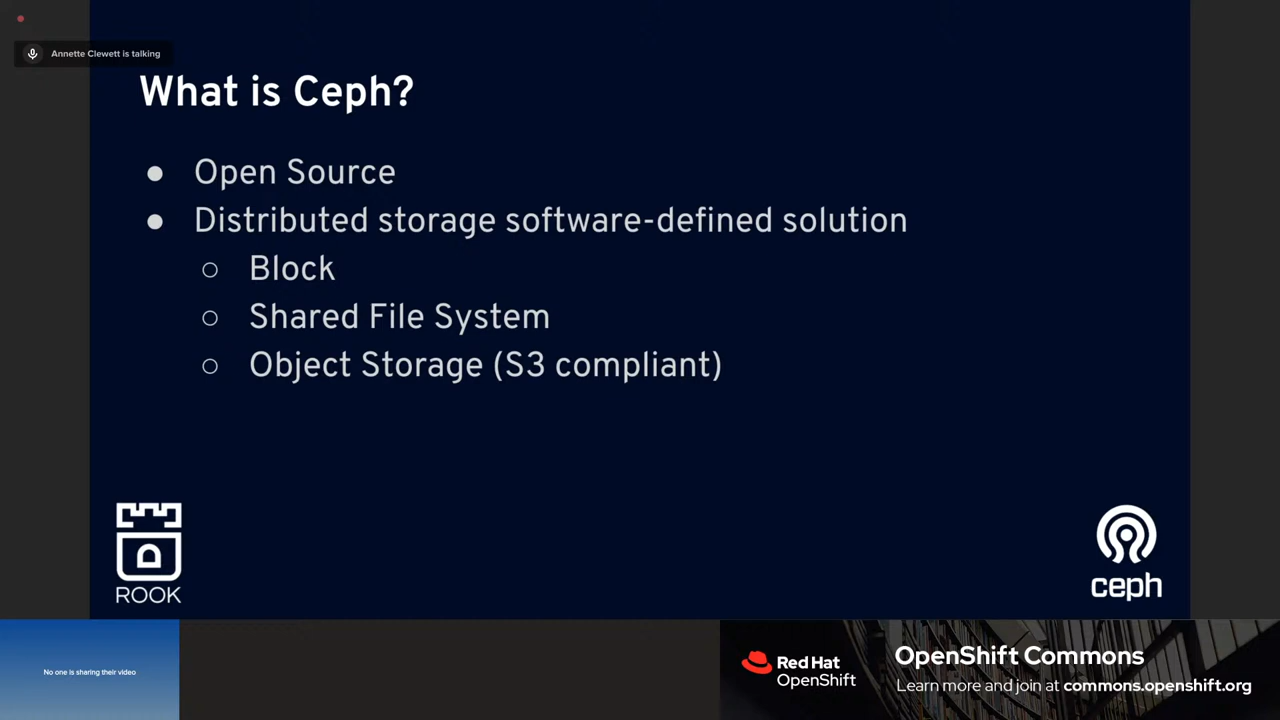 Annette Clewett is talking
What is Ceph?
● Open Source
● Distributed storage software-defined solution
○ Block
○ Shared File System
○ Object Storage (S3 compliant)
ROOK
ceph
No one is sharing their video
Red Hat
OpenShift
OpenShift Commons
Learn more and join at commons.openshift.org